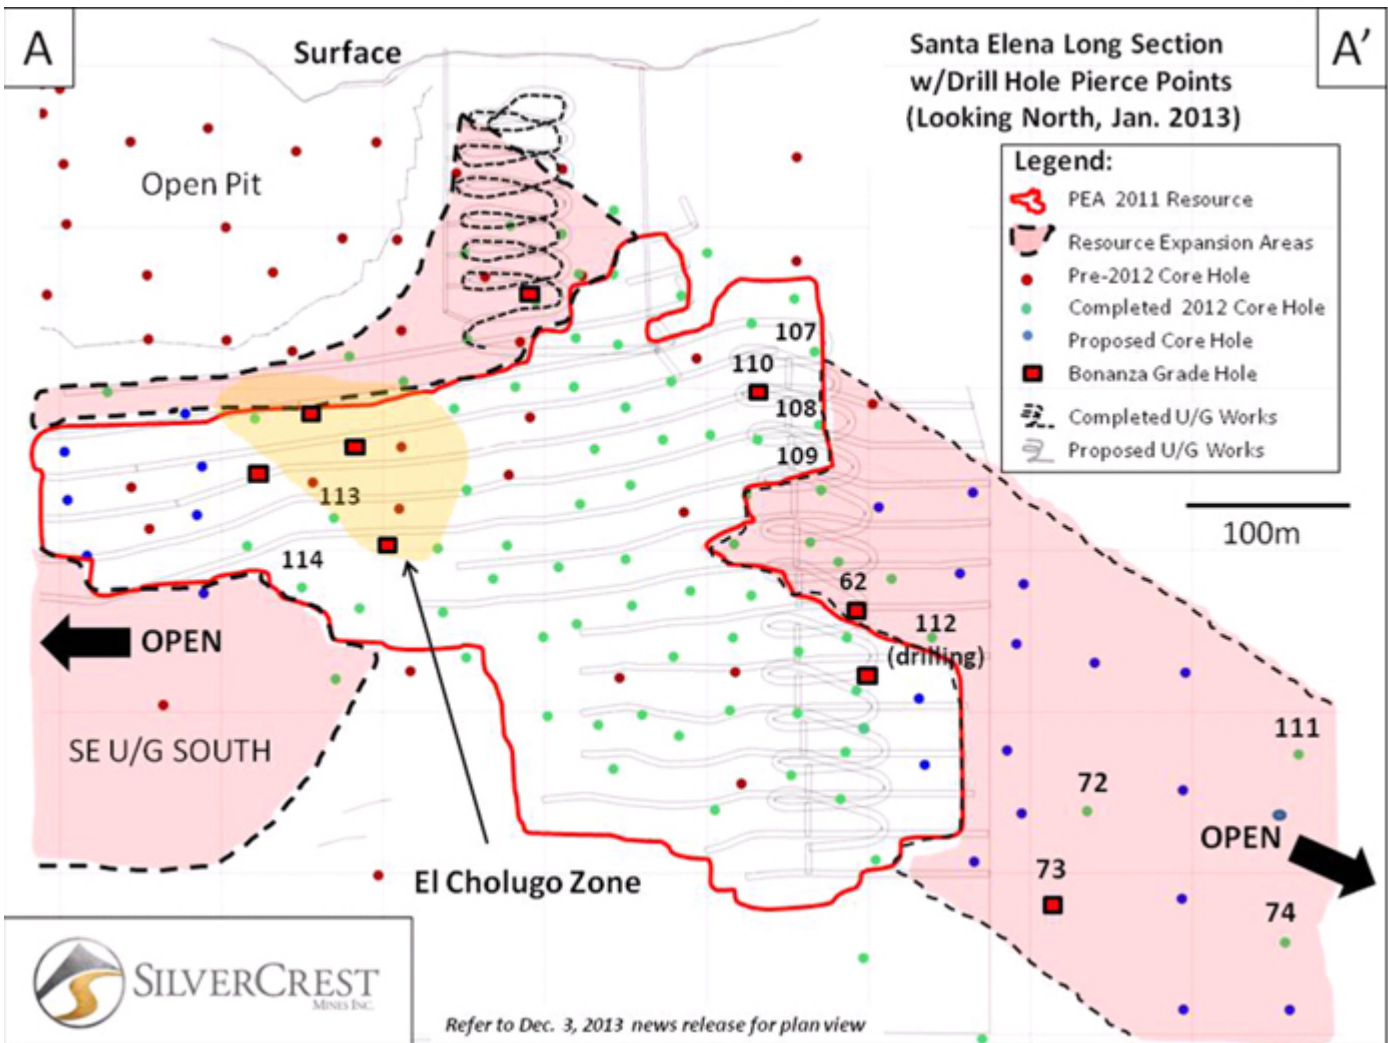 A
Surface
Santa Elena Long Section
w/Drill Hole Pierce Points
(Looking North, Jan. 2013)
A’
Legend:
PEA 2011 Resource
Resource Expansion Areas
Pre-2012 Core Hole
Completed 2012 Core Hole
Proposed Core Hole
Bonanza Grade Hole
Completed U/G Works
Proposed U/G Works
Open Pit
107
110
108
109
113
114
100m
62
112
(drilling)
OPEN
SE U/G SOUTH
111
72
OPEN
73
74
El Cholugo Zone
SILVERCREST
MINES INC.
Refer to Dec. 3, 2013 news release for plan view